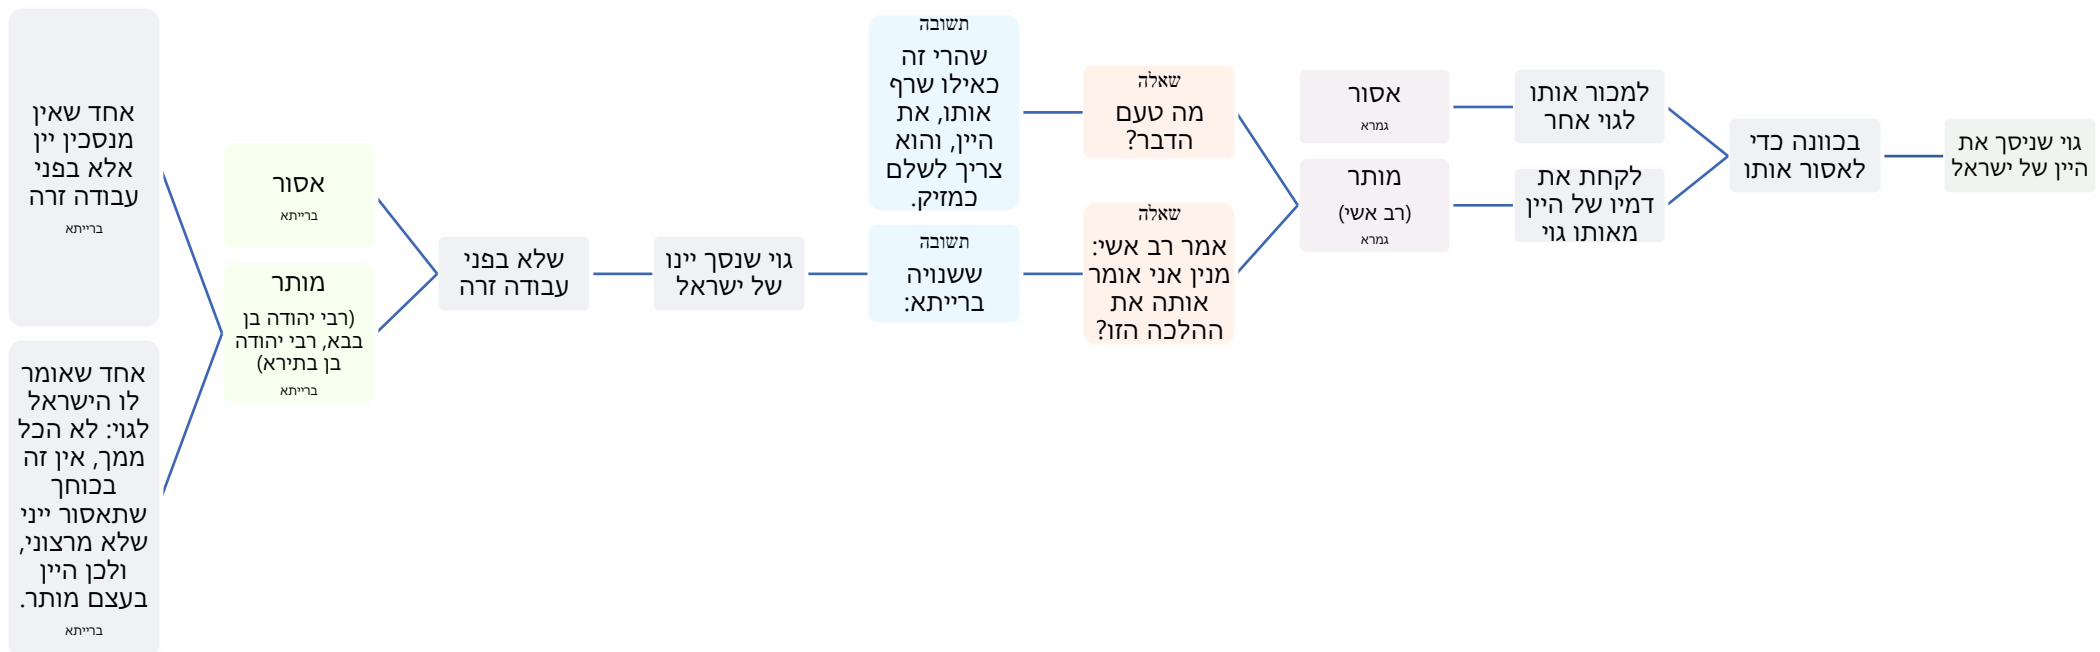 גוי שניסך את
היין של ישראל
בכוונה כדי
לאסור אותו
למכור אותו
לגוי אחר
אסור
גמרא
לקחת את
דמיו של היין
מאותו גוי
מותר
(רב אשי)
גמרא
שאלה
מה טעם
הדבר?
תשובה
שהרי זה
כאילו שרף
אותו, את
היין, והוא
צריך לשלם
כמזיק.
שאלה
אמר רב אשי:
מנין אני אומר
אותה את
ההלכה הזו?
תשובה
ששנויה
ברייתא:
גוי שנסך יינו
של ישראל
שלא בפני
עבודה זרה
אסור
ברייתא
מותר
(רבי יהודה בן
בבא, רבי יהודה
בן בתירא)
ברייתא
אחד שאין
מנסכין יין
אלא בפני
עבודה זרה
ברייתא
אחד שאומר
לו הישראל
לגוי: לא הכל
ממך, אין זה
בכוחך
שתאסור ייני
שלא מרצוני,
ולכן היין
בעצם מותר.
ברייתא